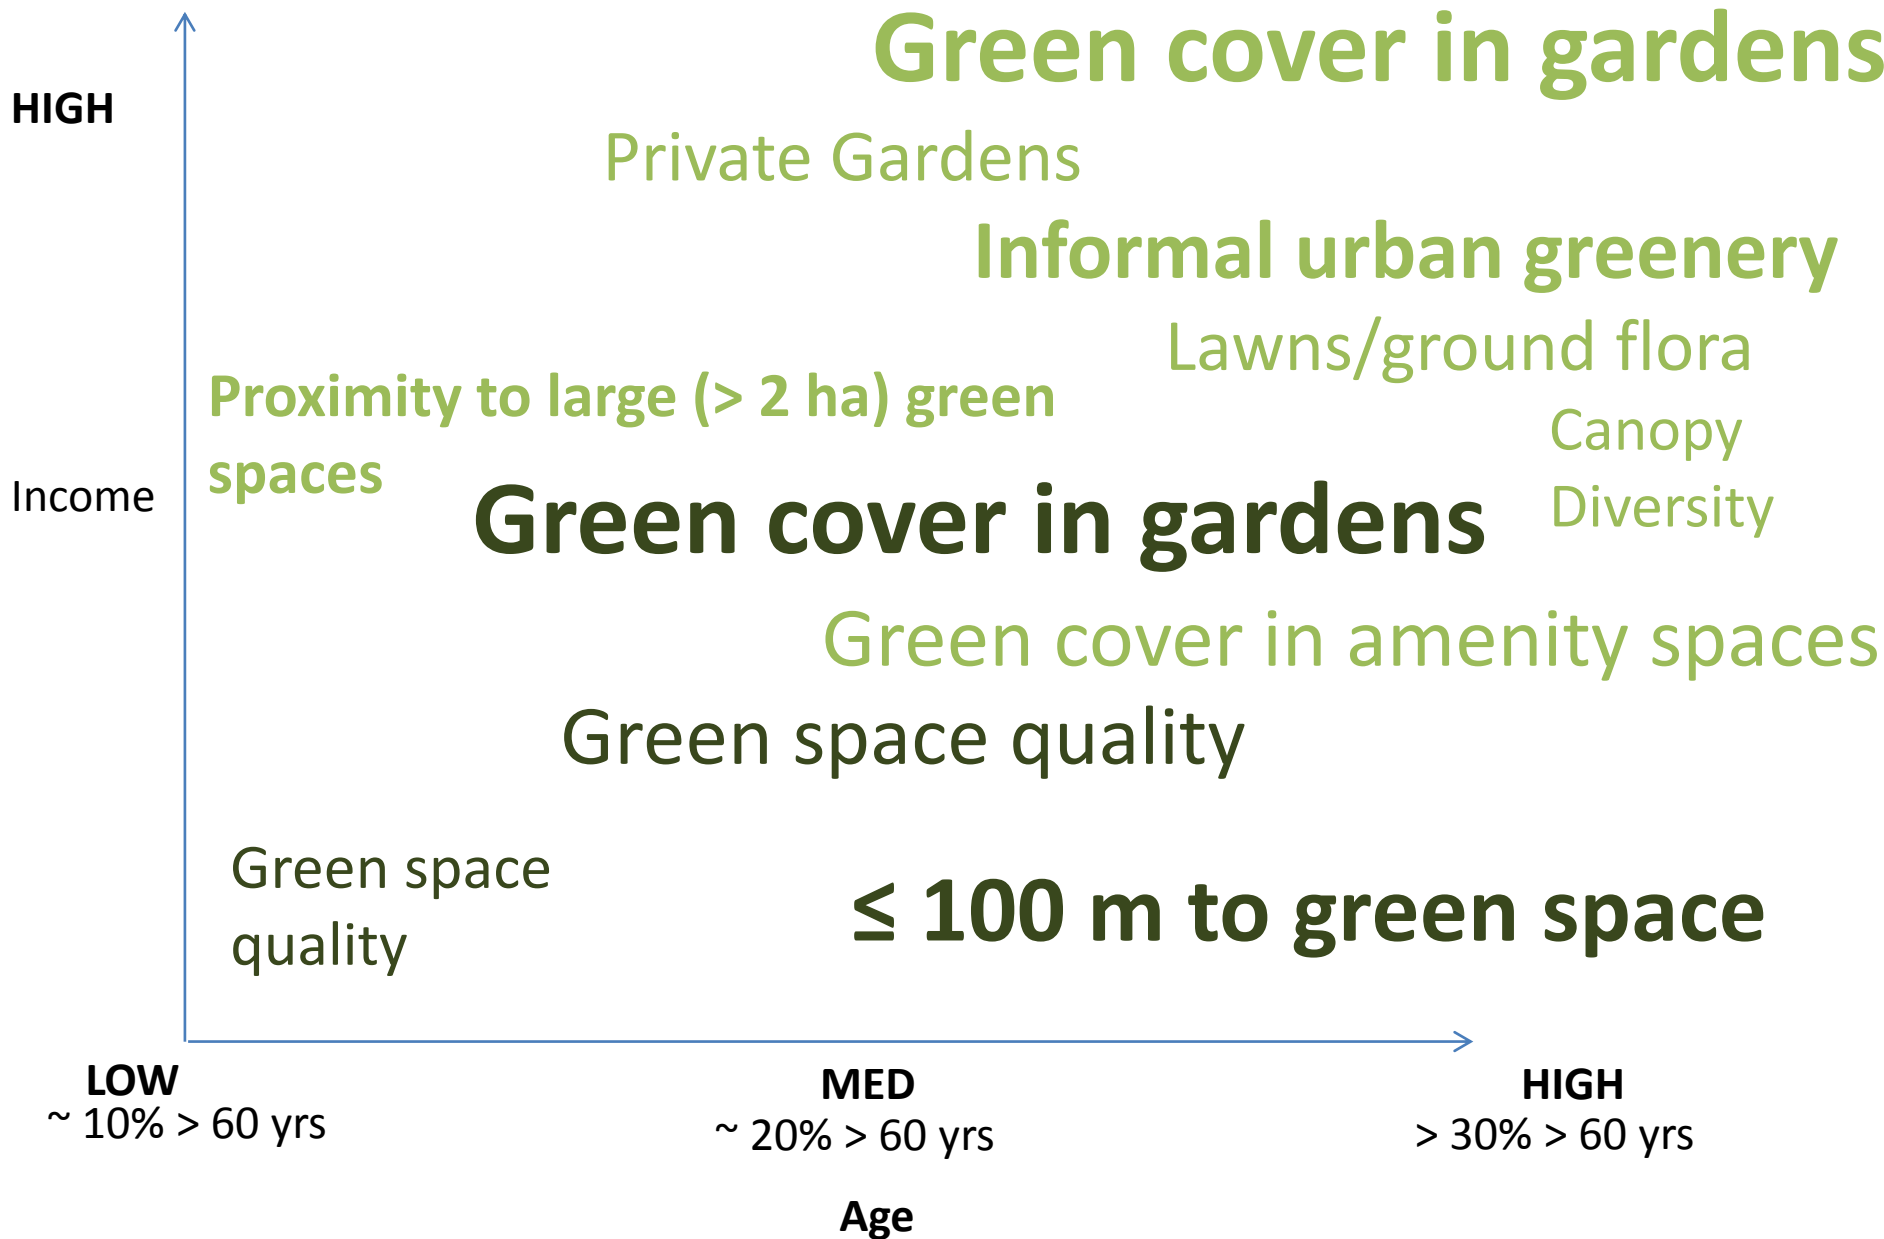 Green cover in gardens
HIGH
Private Gardens
Informal urban greenery
Lawns/ground flora
Proximity to large (> 2 ha) green
spaces
Canopy
Diversity
Income
Green cover in gardens
Green cover in amenity spaces
Green space quality
Green space
quality
≤ 100 m to green space
LOW
~ 10% > 60 yrs
MED
~ 20% > 60 yrs
HIGH
> 30% > 60 yrs
Age